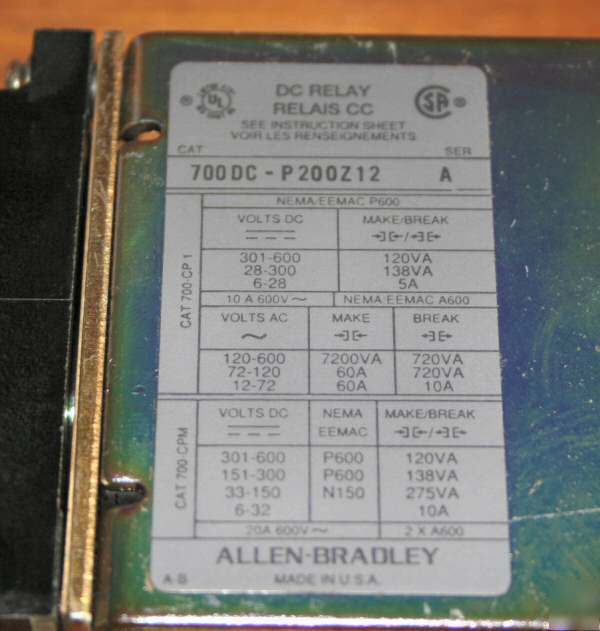 UL
DC RELAY
RELAIS CC
SA ®
SEE INSTRUCTION SHEET
VOIR LES RENSEIGNEMENTS
CAT SER
700DC-P200Z12 A
CAT 700-CP1
NEMA/EEMAC P600
VOLTS DC MAKE/BREAK
301-600 120VA
28-300 138VA
6-28 5A
10 A 600V ~ NEMA/EEMAC A600
VOLTS AC MAKE BREAK
~
120-600 7200VA 720VA
72-120 60A 720VA
12-72 60A 10A
CAT 700-CPM
VOLTS DC NEMA MAKE/BREAK
EEMAC
301-600 P600 120VA
151-300 P600 138VA
33-150 N150 275VA
6-32 10A
20A 600V ~ 2 X A600
ALLEN-BRADLEY
A B MADE IN U.S.A.